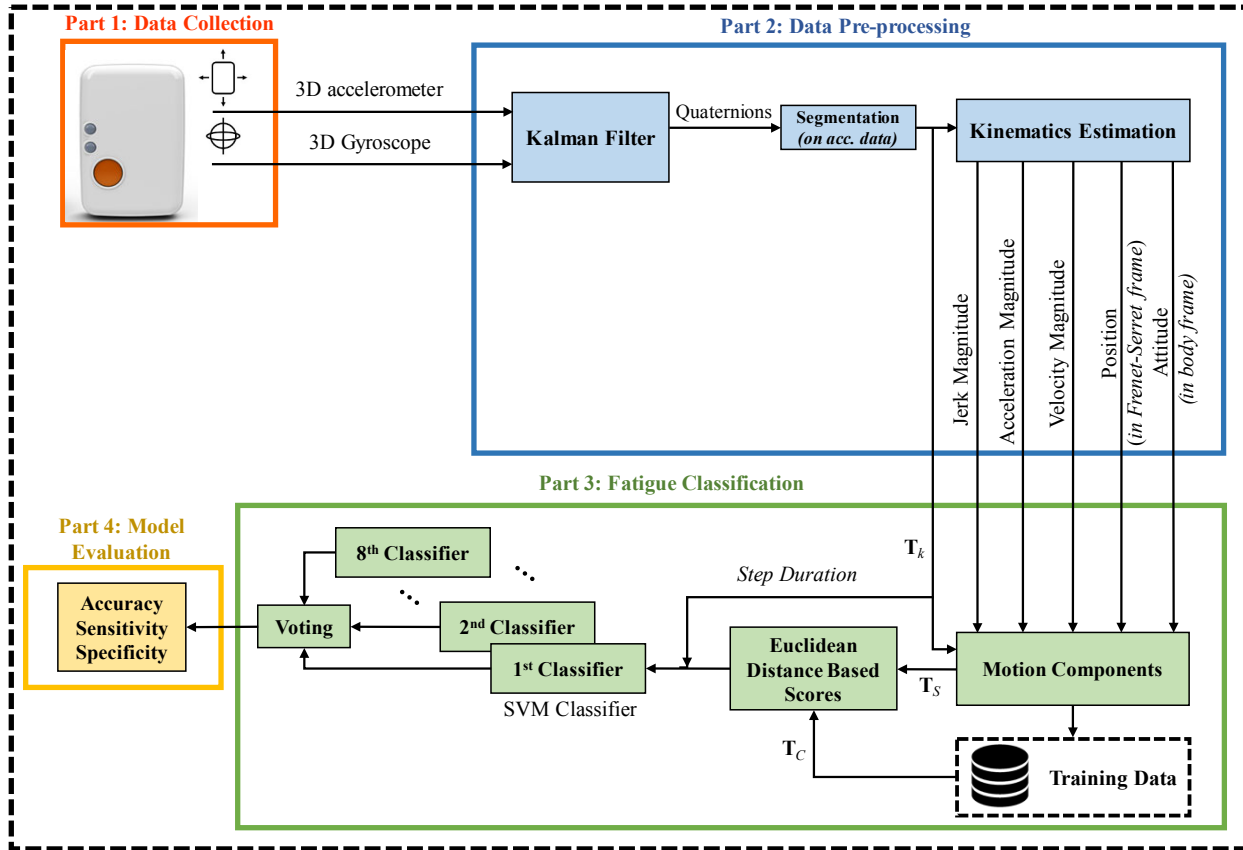 Part 1: Data Collection
3D accelerometer
3D Gyroscope
Part 2: Data Pre-processing
Kalman Filter
Quaternions
Segmentation
(on acc. data)
Kinematics Estimation
Jerk Magnitude
Acceleration Magnitude
Velocity Magnitude
Position
(in Frenet-Serret frame)
Attitude
(in body frame)
Part 3: Fatigue Classification
T_k
Step Duration
Motion Components
T_S
Training Data
T_C
Euclidean
Distance Based
Scores
8th Classifier
2nd Classifier
1st Classifier
SVM Classifier
Voting
Part 4: Model
Evaluation
Accuracy
Sensitivity
Specificity